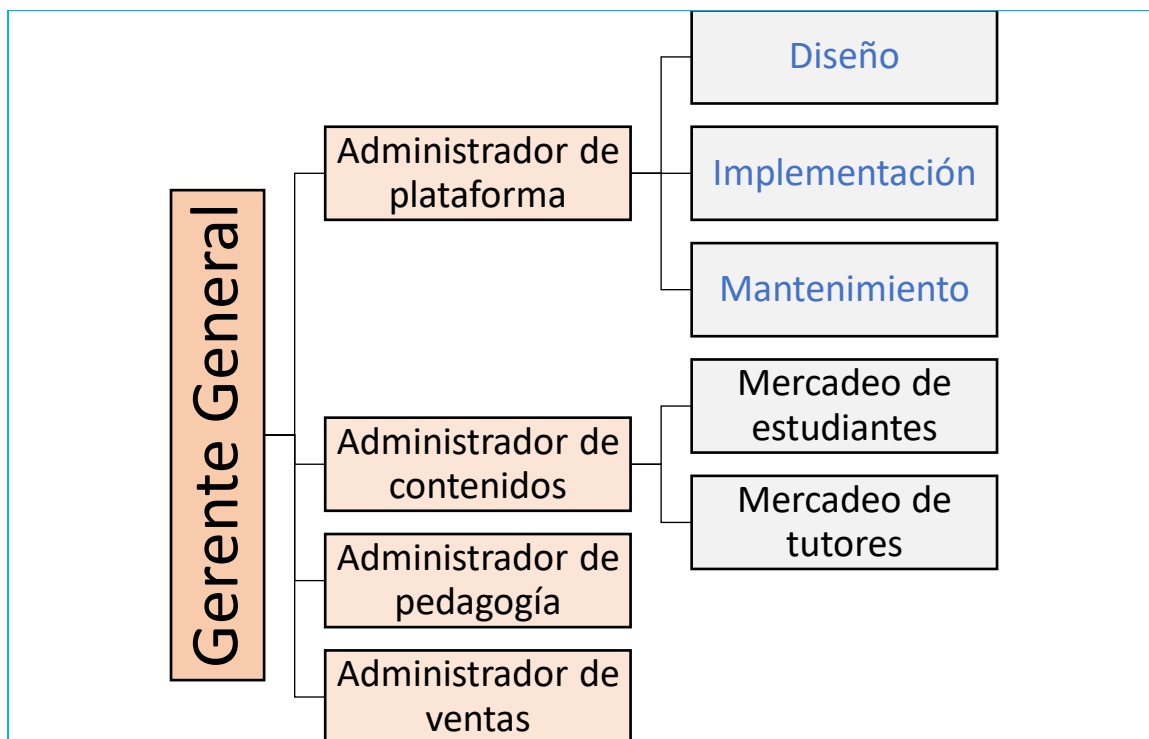 Gerente General
Administrador de
plataforma
Diseño
Implementación
Mantenimiento
Administrador de
contenidos
Mercadeo de
estudiantes
Mercadeo de
tutores
Administrador de
pedagogía
Administrador de
ventas